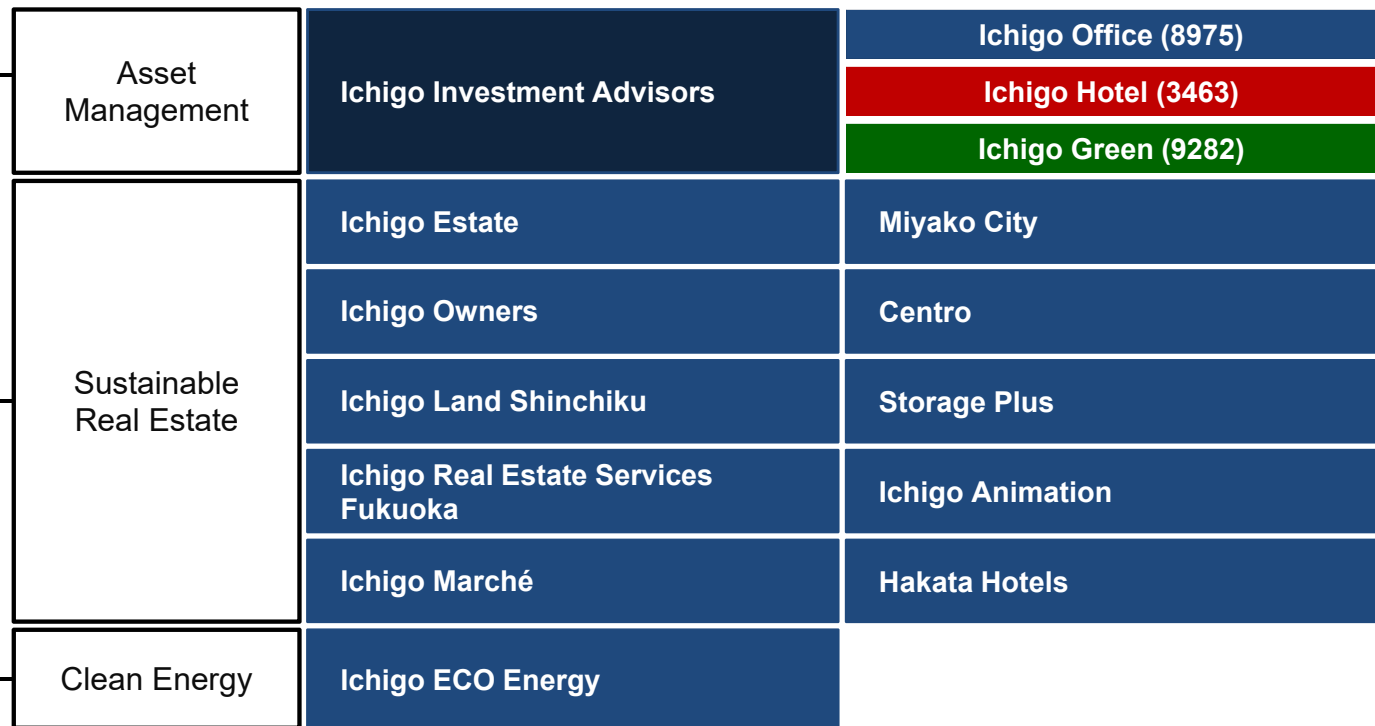 Asset
Management
Ichigo Investment Advisors
Ichigo Office (8975)
Ichigo Hotel (3463)
Ichigo Green (9282)
Sustainable
Real Estate
Ichigo Estate
Miyako City
Ichigo Owners
Centro
Ichigo Land Shinchiku
Storage Plus
Ichigo Real Estate Services
Fukuoka
Ichigo Animation
Ichigo Marché
Hakata Hotels
Clean Energy
Ichigo ECO Energy